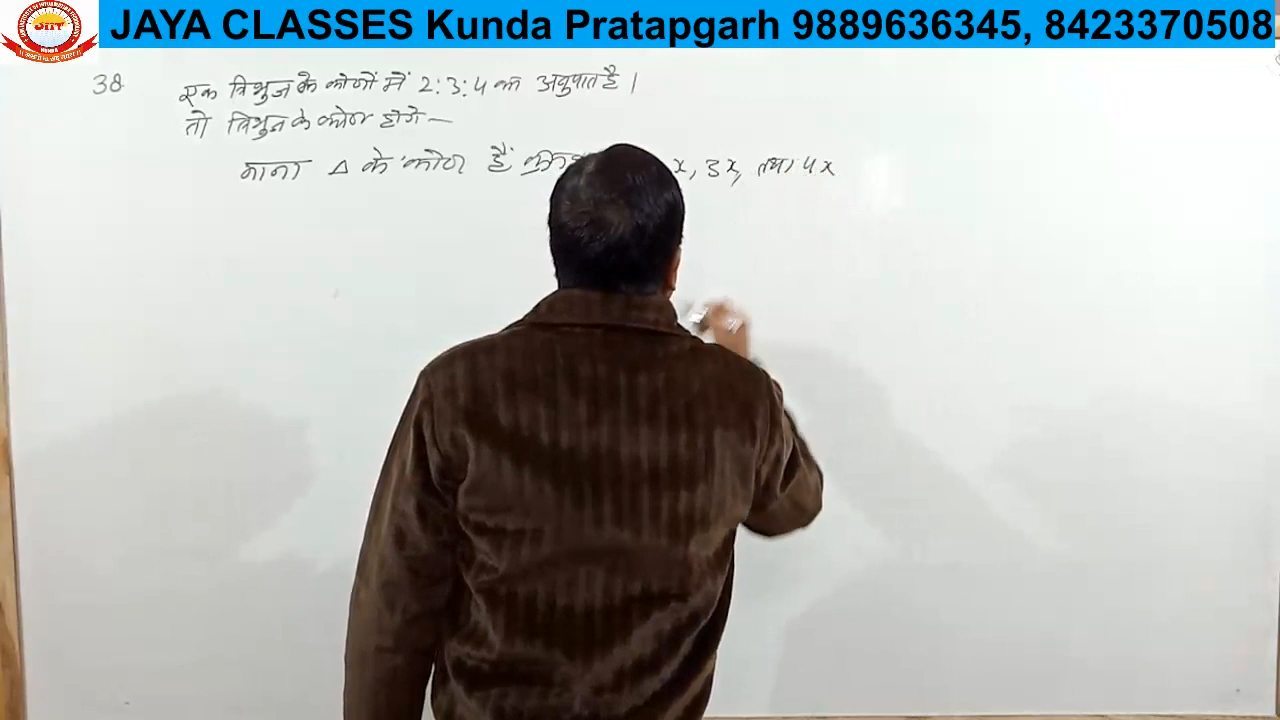 JAYA CLASSES Kunda Pratapgarh 9889636345, 8423370508
38 एक त्रिभुज के कोणों में 2:3:4 का अनुपात है।
तो त्रिभुज के कोण होंगे —
माना Δ के कोण हैं x, 3x, तथा 4x